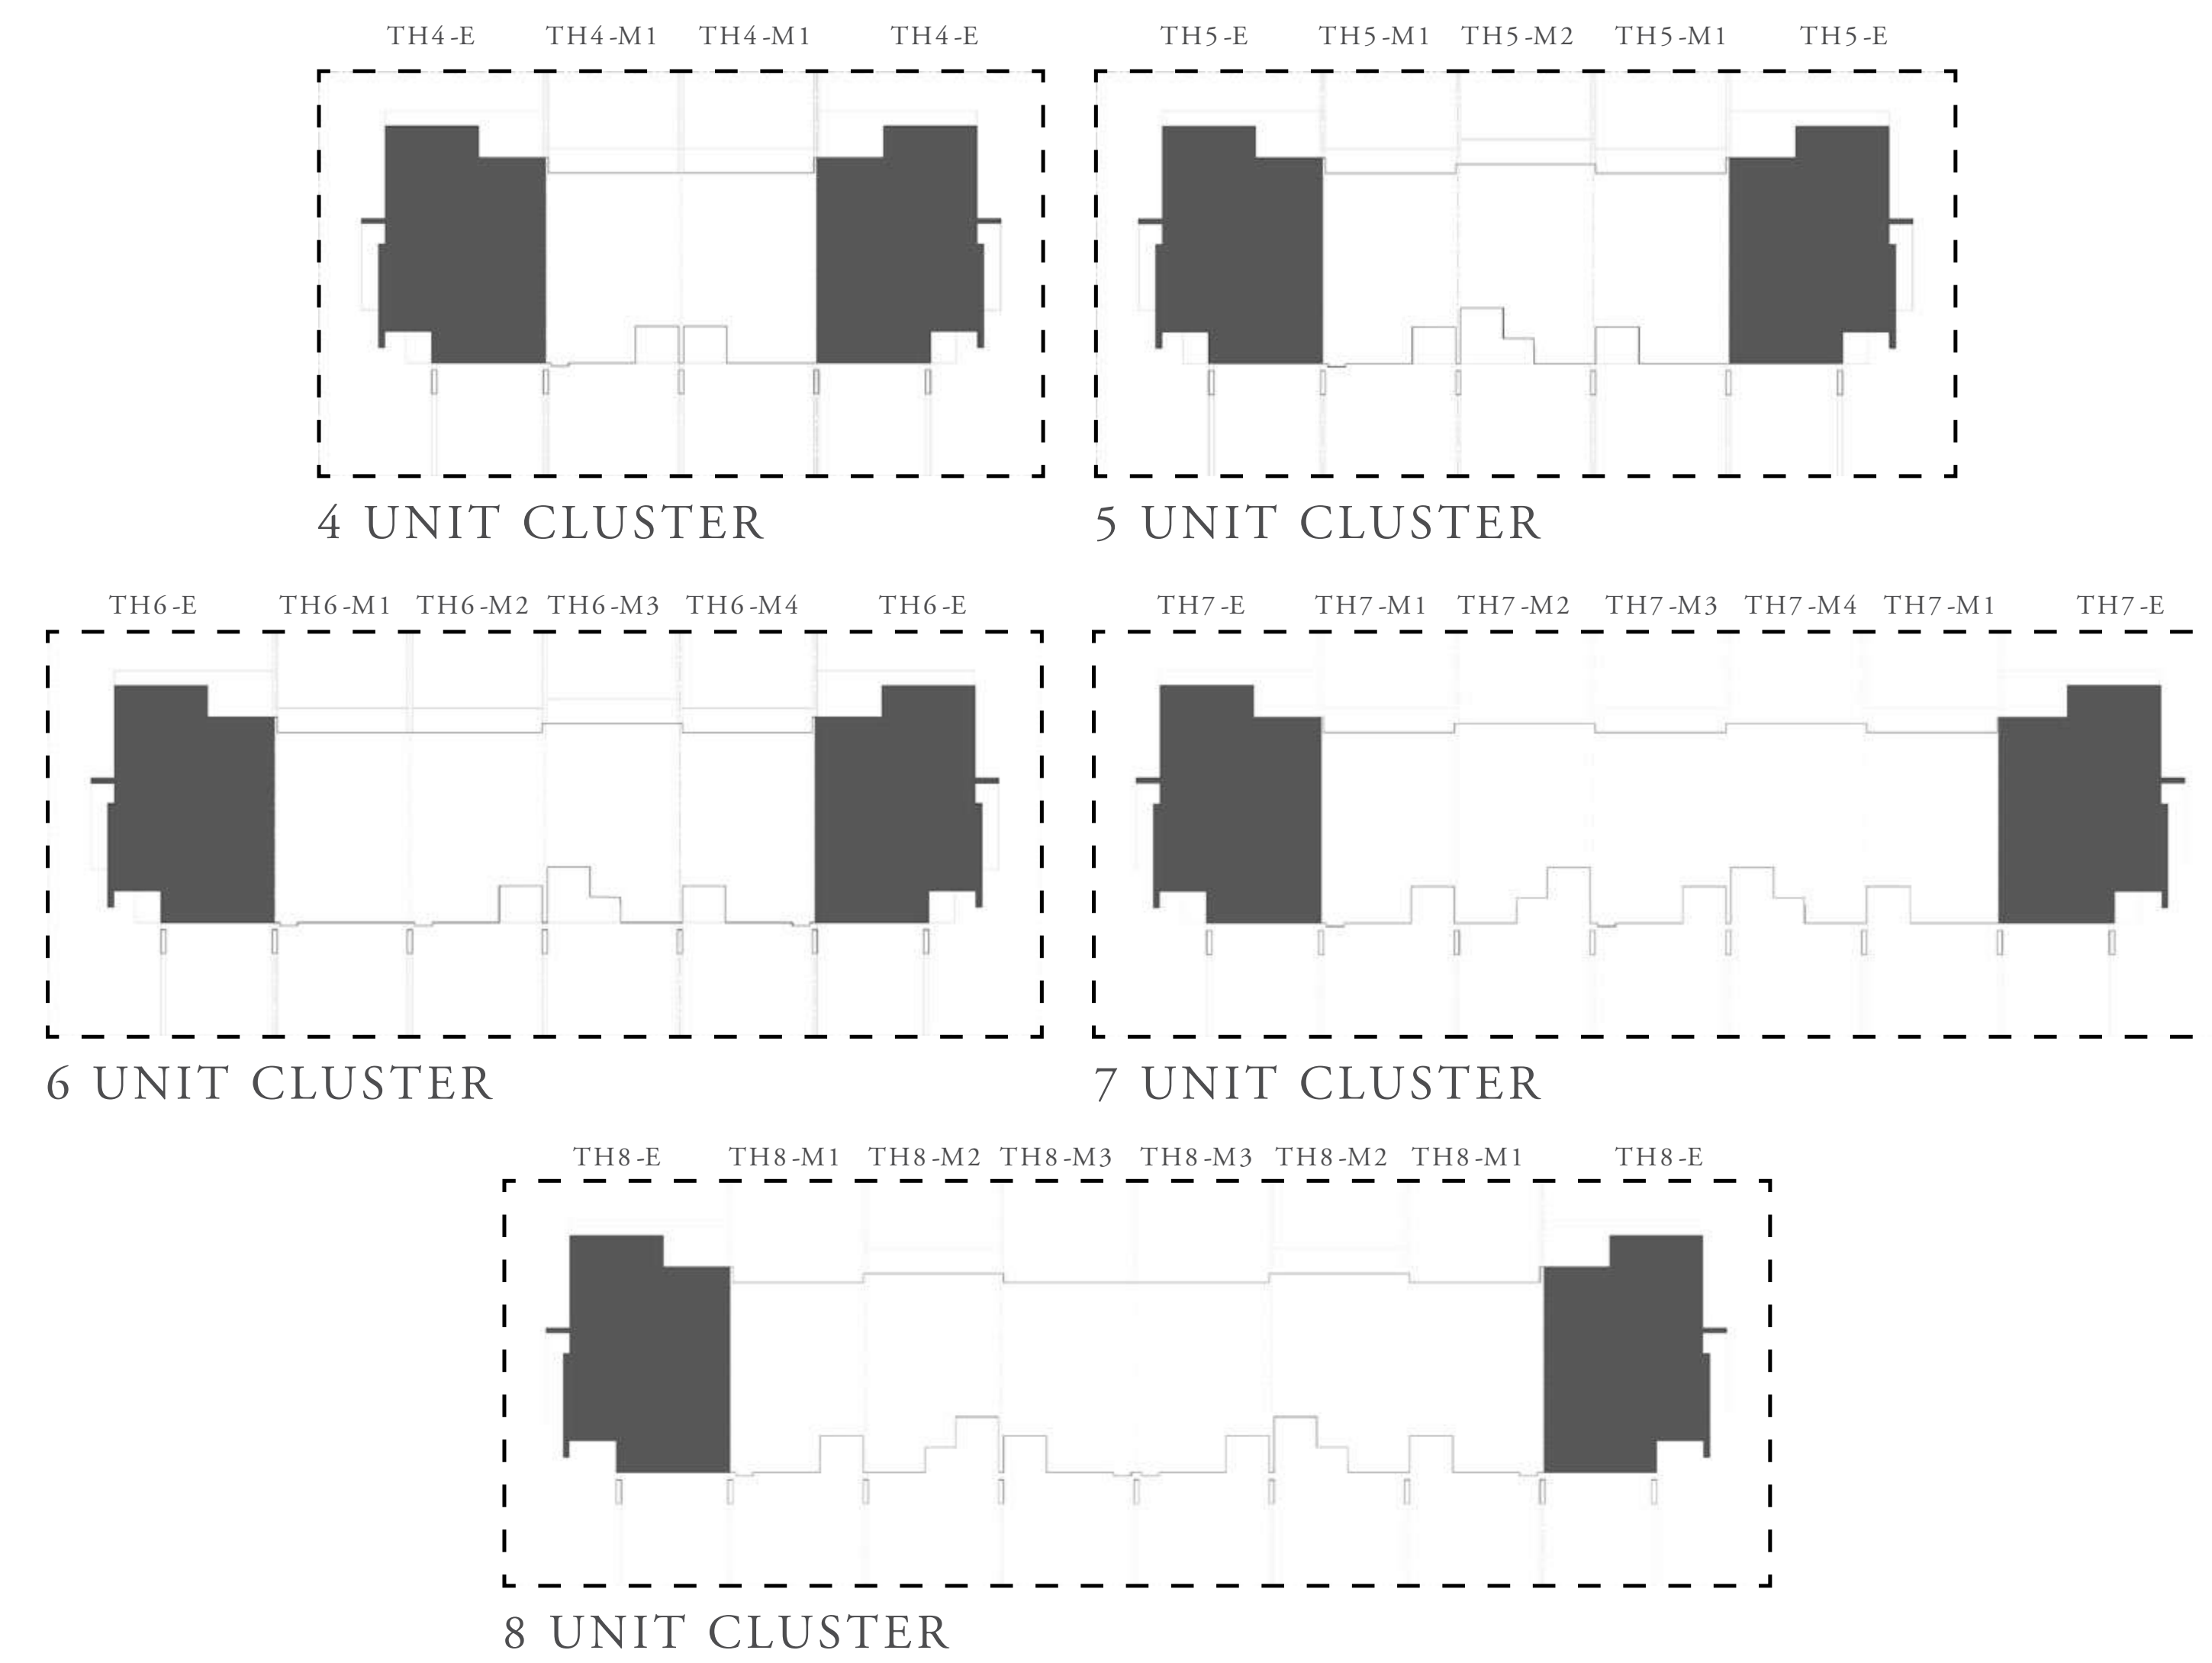 TH4-E TH4-M1 TH4-M1 TH4-E
TH5-E TH5-M1 TH5-M2 TH5-M1 TH5-E
4 UNIT CLUSTER
5 UNIT CLUSTER
TH6-E TH6-M1 TH6-M2 TH6-M3 TH6-M4 TH6-E
TH7-E TH7-M1 TH7-M2 TH7-M3 TH7-M4 TH7-M1 TH7-E
6 UNIT CLUSTER
7 UNIT CLUSTER
TH8-E TH8-M1 TH8-M2 TH8-M3 TH8-M3 TH8-M2 TH8-M1 TH8-E
8 UNIT CLUSTER